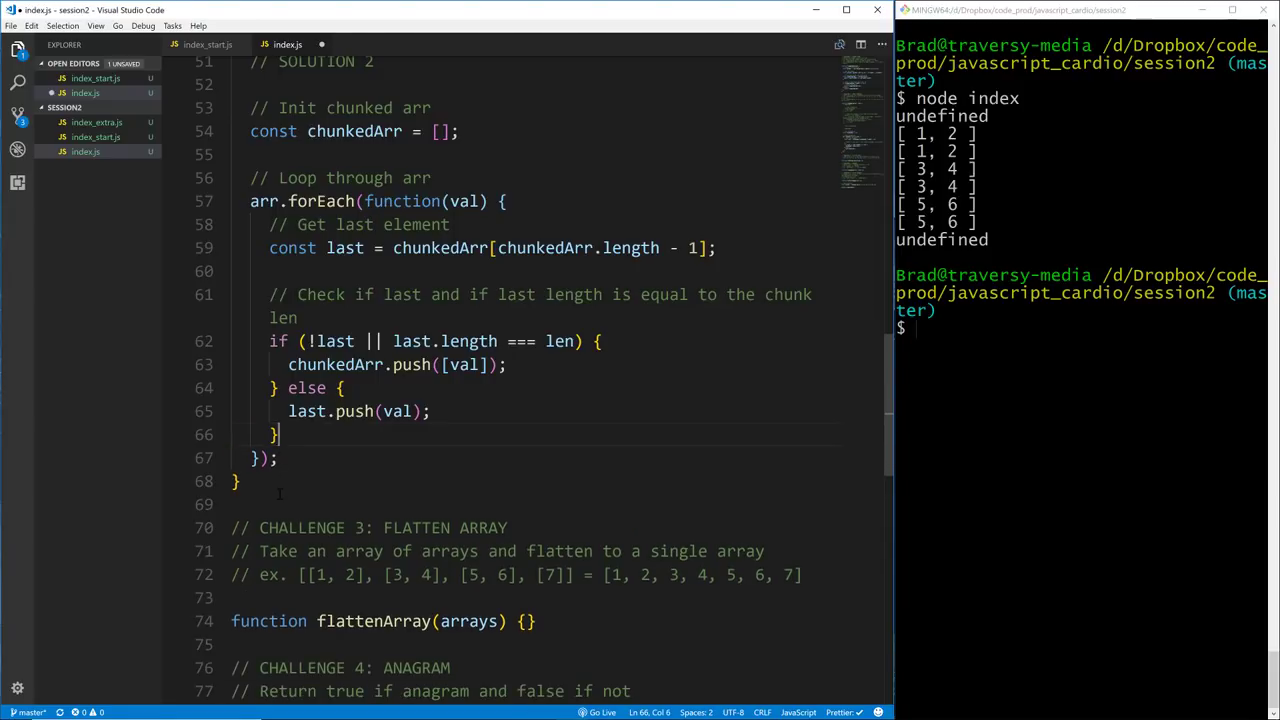 index.js - session2 - Visual Studio Code
File Edit Selection View Go Debug Tasks Help
EXPLORER
OPEN EDITORS 1 UNSAVED
index_start.js U
index.js U
SESSION2
index_extra.js U
index_start.js U
index.js U
JS index_start.js
JS index.js
51 // SOLUTION 2
52
53 // Init chunked arr
54 const chunkedArr = [];
55
56 // Loop through arr
57 arr.forEach(function(val) {
58 // Get last element
59 const last = chunkedArr[chunkedArr.length - 1];
60
61 // Check if last and if last length is equal to the chunk
len
62 if (!last || last.length === len) {
63 chunkedArr.push([val]);
64 } else {
65 last.push(val);
66 }
67 });
68 }
69
70 // CHALLENGE 3: FLATTEN ARRAY
71 // Take an array of arrays and flatten to a single array
72 // ex. [[1, 2], [3, 4], [5, 6], [7]] = [1, 2, 3, 4, 5, 6, 7]
73
74 function flattenArray(arrays) {}
75
76 // CHALLENGE 4: ANAGRAM
77 // Return true if anagram and false if not
master* 0 0 Go Live Ln 66, Col 6 Spaces: 2 UTF-8 CRLF JavaScript Prettier: ✓
MINGW64:/d/Dropbox/code_prod/javascript_cardio/session2
Brad@traversy-media /d/Dropbox/code_
prod/javascript_cardio/session2 (mas
ter)
$ node index
undefined
[ 1, 2 ]
[ 1, 2 ]
[ 3, 4 ]
[ 3, 4 ]
[ 5, 6 ]
[ 5, 6 ]
undefined
Brad@traversy-media /d/Dropbox/code_
prod/javascript_cardio/session2 (mas
ter)
$